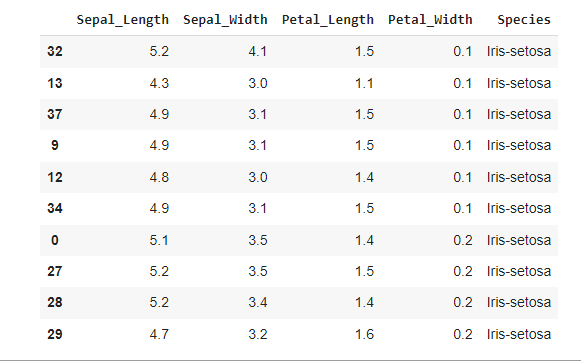 Sepal_Length Sepal_Width Petal_Length Petal_Width Species
32 5.2 4.1 1.5 0.1 Iris-setosa
13 4.3 3.0 1.1 0.1 Iris-setosa
37 4.9 3.1 1.5 0.1 Iris-setosa
9 4.9 3.1 1.5 0.1 Iris-setosa
12 4.8 3.0 1.4 0.1 Iris-setosa
34 4.9 3.1 1.5 0.1 Iris-setosa
0 5.1 3.5 1.4 0.2 Iris-setosa
27 5.2 3.5 1.5 0.2 Iris-setosa
28 5.2 3.4 1.4 0.2 Iris-setosa
29 4.7 3.2 1.6 0.2 Iris-setosa